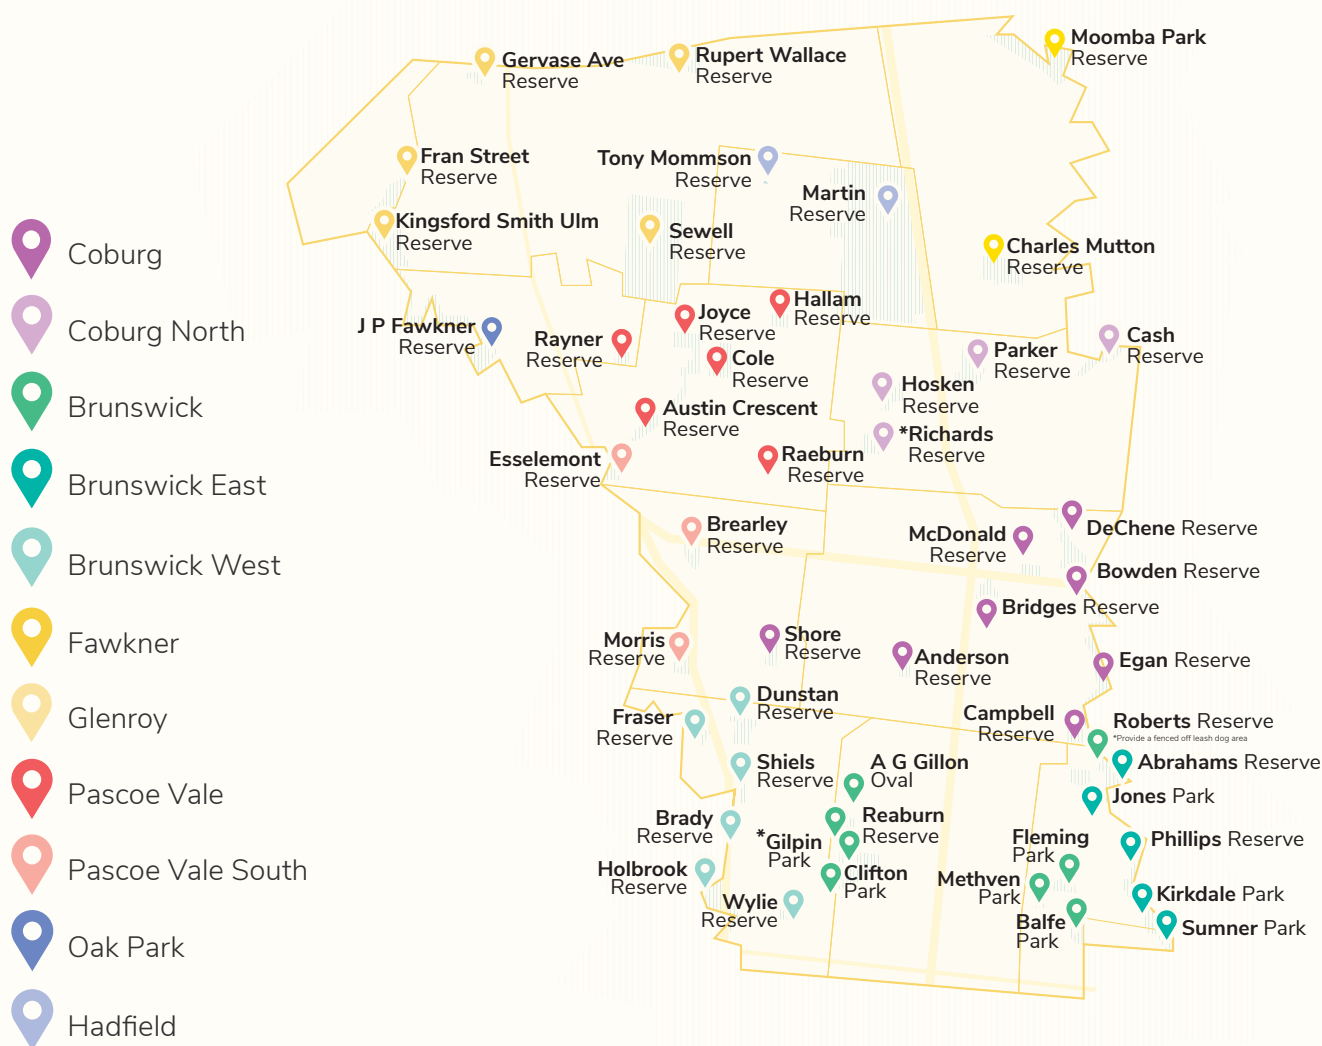 Coburg
Coburg North
Brunswick
Brunswick East
Brunswick West
Fawkner
Glenroy
Pascoe Vale
Pascoe Vale South
Oak Park
Hadfield
Gervase Ave
Reserve
Rupert Wallace
Reserve
Moomba Park
Reserve
Fran Street
Reserve
Tony Mommson
Reserve
Martin
Reserve
Kingsford Smith Ulm
Reserve
Sewell
Reserve
Charles Mutton
Reserve
J P Fawkner
Reserve
Rayner
Reserve
Joyce
Reserve
Hallam
Reserve
Cole
Reserve
Parker
Reserve
Cash
Reserve
Hosken
Reserve
Austin Crescent
Reserve
*Richards
Reserve
Esselemont
Reserve
Raeburn
Reserve
Brearley
Reserve
McDonald
Reserve
DeChene Reserve
Bowden Reserve
Bridges Reserve
Morris
Reserve
Shore
Reserve
Anderson
Reserve
Egan Reserve
Dunstan
Reserve
Fraser
Reserve
Campbell
Reserve
Roberts Reserve
*Provide a fenced off leash dog area
Shiels
Reserve
A G Gillon
Oval
Abrahams Reserve
Jones Park
Brady
Reserve
*Gilpin
Park
Reaburn
Reserve
Fleming
Park
Phillips Reserve
Holbrook
Reserve
Clifton
Park
Methven
Park
Kirkdale Park
Wylie
Reserve
Balfe
Park
Sumner Park